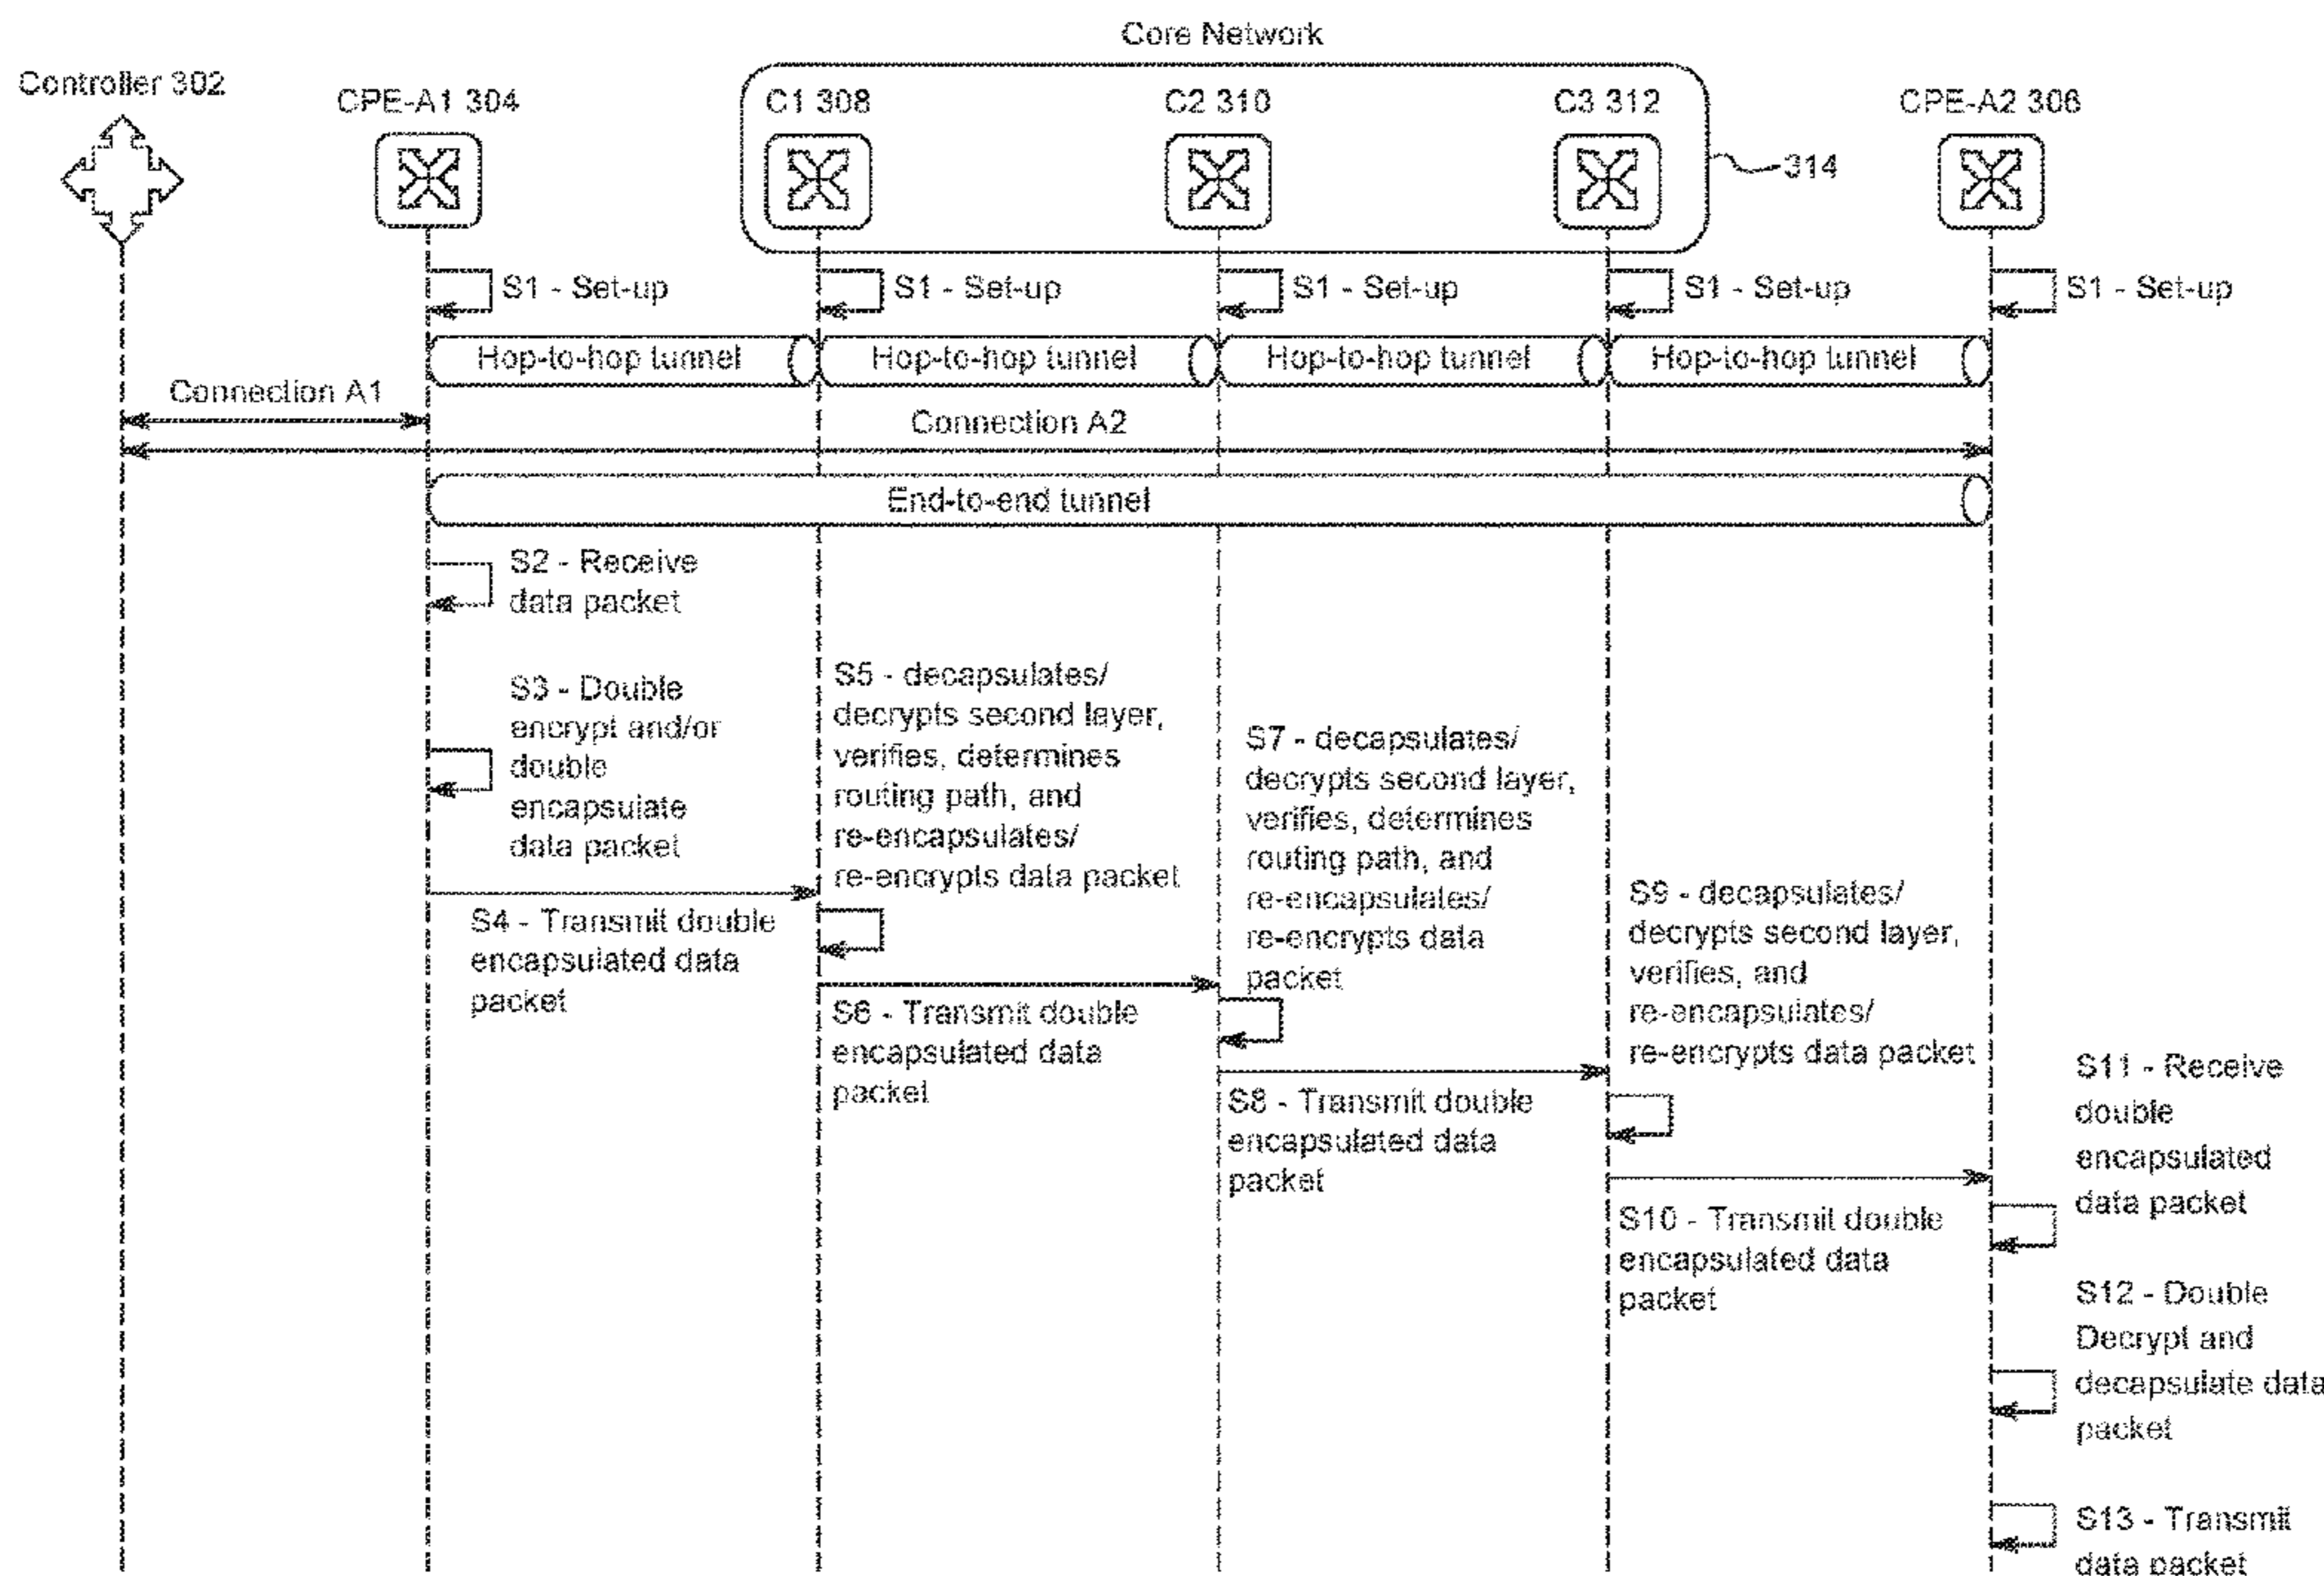 Core Network
Controller 302
CPE-A1 304
C1 308
C2 310
C3 312
CPE-A2 306
314
S1 - Set-up
S1 - Set-up
S1 - Set-up
S1 - Set-up
S1 - Set-up
Hop-to-hop tunnel
Hop-to-hop tunnel
Hop-to-hop tunnel
Hop-to-hop tunnel
Connection A1
Connection A2
End-to-end tunnel
S2 - Receive
data packet
S3 - Double
encrypt and/or
double
encapsulate
data packet
S4 - Transmit double
encapsulated data
packet
S5 - decapsulates/
decrypts second layer,
verifies, determines
routing path, and
re-encapsulates/
re-encrypts data packet
S6 - Transmit double
encapsulated data
packet
S7 - decapsulates/
decrypts second layer,
verifies, determines
routing path, and
re-encapsulates/
re-encrypts data
packet
S8 - Transmit double
encapsulated data
packet
S9 - decapsulates/
decrypts second layer,
verifies, and
re-encapsulates/
re-encrypts data packet
S10 - Transmit double
encapsulated data
packet
S11 - Receive
double
encapsulated
data packet
S12 - Double
Decrypt and
decapsulate data
packet
S13 - Transmit
data packet